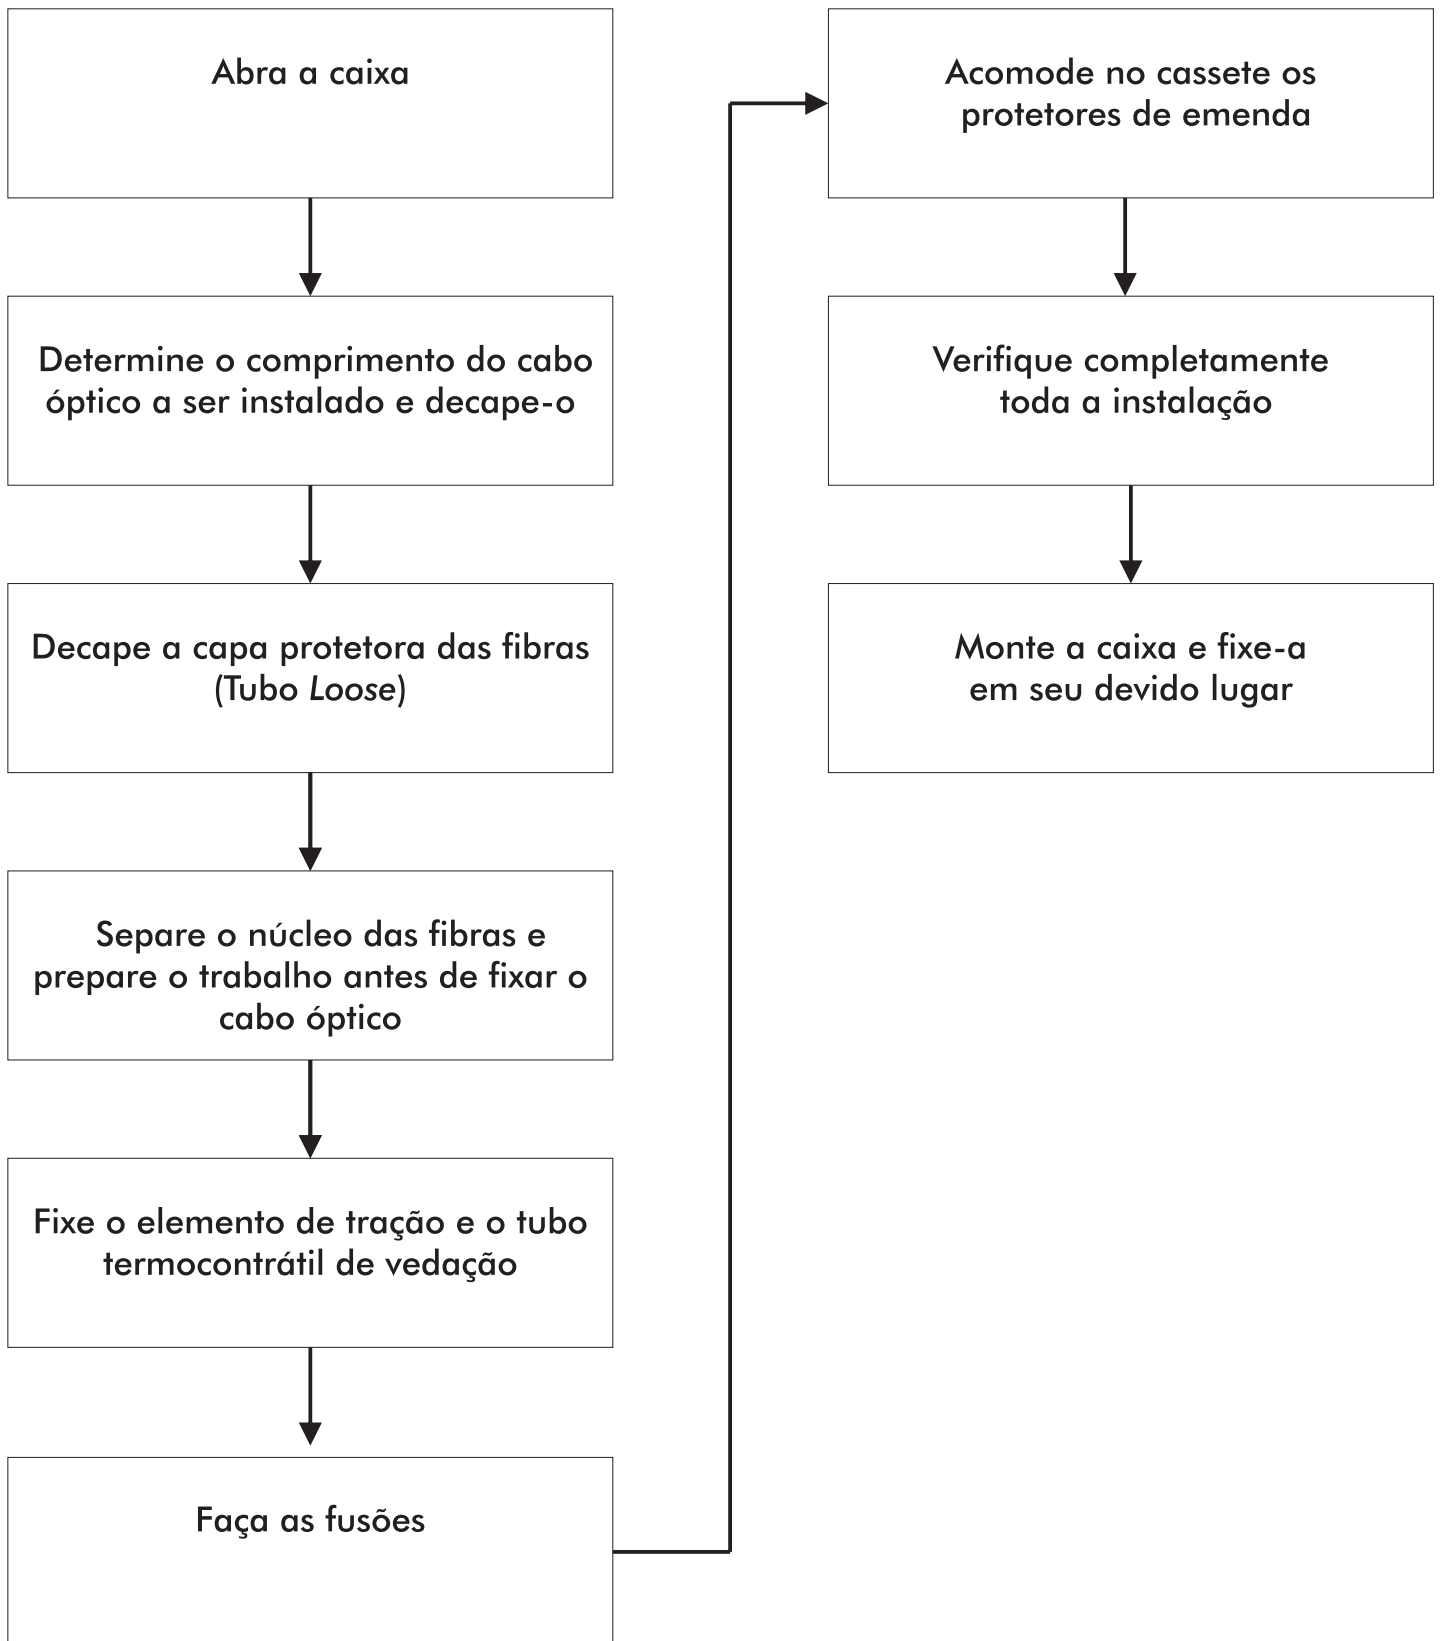 Abra a caixa
Determine o comprimento do cabo
óptico a ser instalado e decape-o
Decape a capa protetora das fibras
(Tubo Loose)
Separe o núcleo das fibras e
prepare o trabalho antes de fixar o
cabo óptico
Fixe o elemento de tração e o tubo
termocontrátil de vedação
Faça as fusões
Acomode no cassete os
protetores de emenda
Verifique completamente
toda a instalação
Monte a caixa e fixe-a
em seu devido lugar